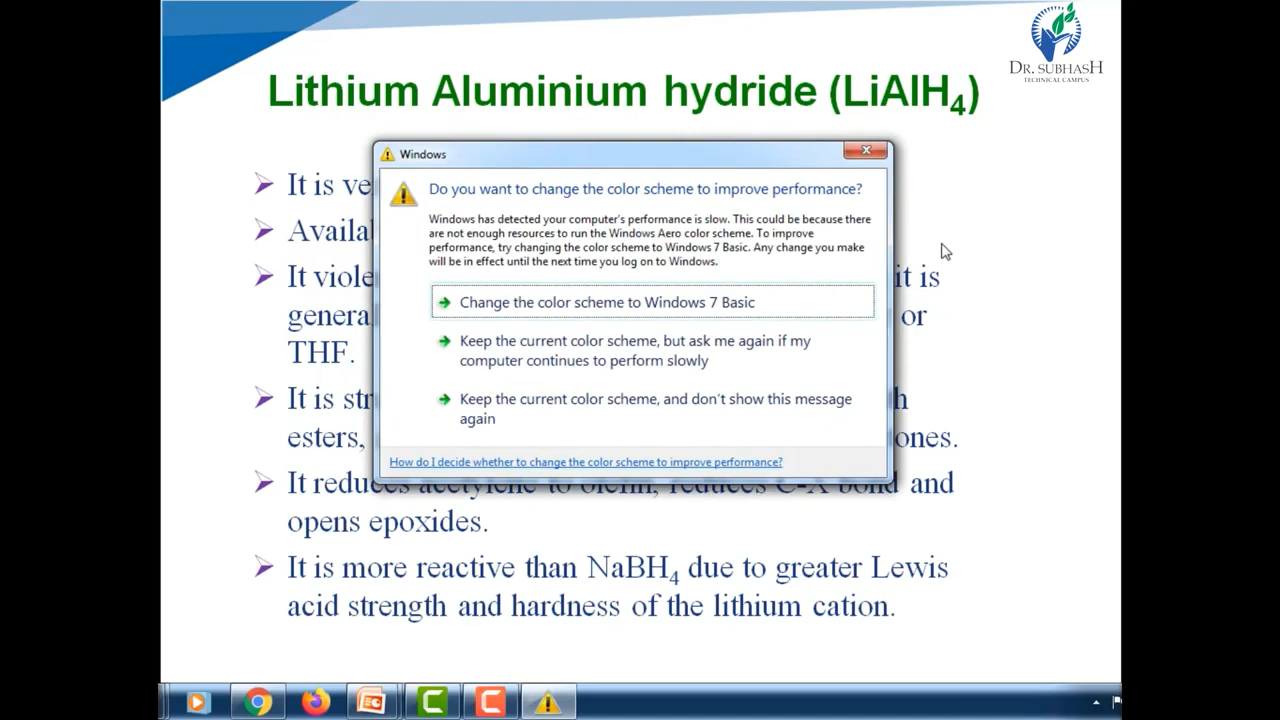 DR. SUBHASH
TECHNICAL CAMPUS
Lithium Aluminium hydride (LiAlH4)
Windows
Do you want to change the color scheme to improve performance?
Windows has detected your computer's performance is slow. This could be because there
are not enough resources to run the Windows Aero color scheme. To improve
performance, try changing the color scheme to Windows 7 Basic. Any change you make
will be in effect until the next time you log on to Windows.
Change the color scheme to Windows 7 Basic
Keep the current color scheme, but ask me again if my
computer continues to perform slowly
Keep the current color scheme, and don't show this message
again
How do I decide whether to change the color scheme to improve performance?
It is
it is
or
THF.
It is
esters,
It reduces acetylene to olefin, reduces C-X bond and
opens epoxides.
It is more reactive than NaBH4 due to greater Lewis
acid strength and hardness of the lithium cation.